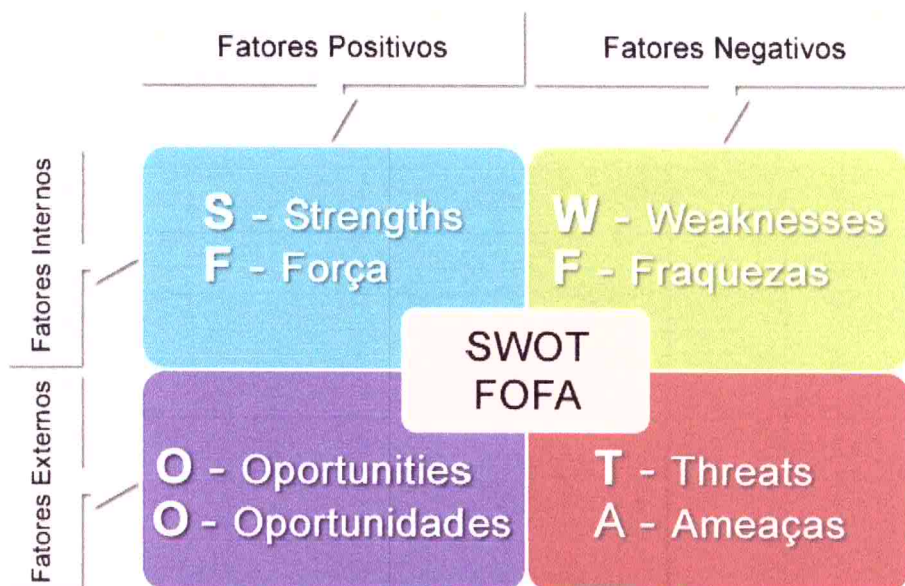 Fatores Positivos
Fatores Negativos
Fatores Internos
S - Strengths
F - Força
W - Weaknesses
F - Fraquezas
SWOT
FOFA
Fatores Externos
O - Oportunities
O - Oportunidades
T - Threats
A - Ameaças